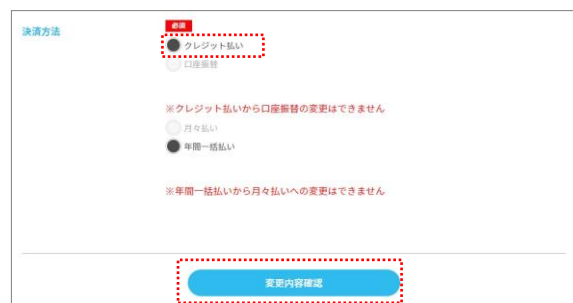 決済方法
必須
クレジット払い
口座振替
※クレジット払いから口座振替の変更はできません
月々払い
年間一括払い
※年間一括払いから月々払いへの変更はできません
変更内容確認